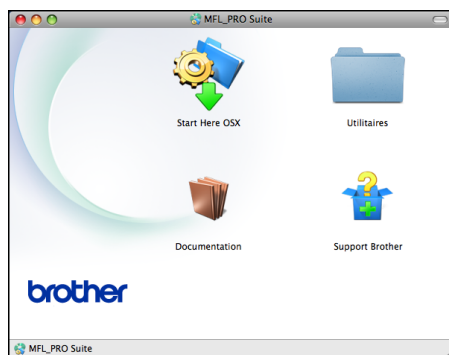 MFL_PRO Suite
Start Here OSX
Utilitaires
Documentation
Support Brother
brother
MFL_PRO Suite